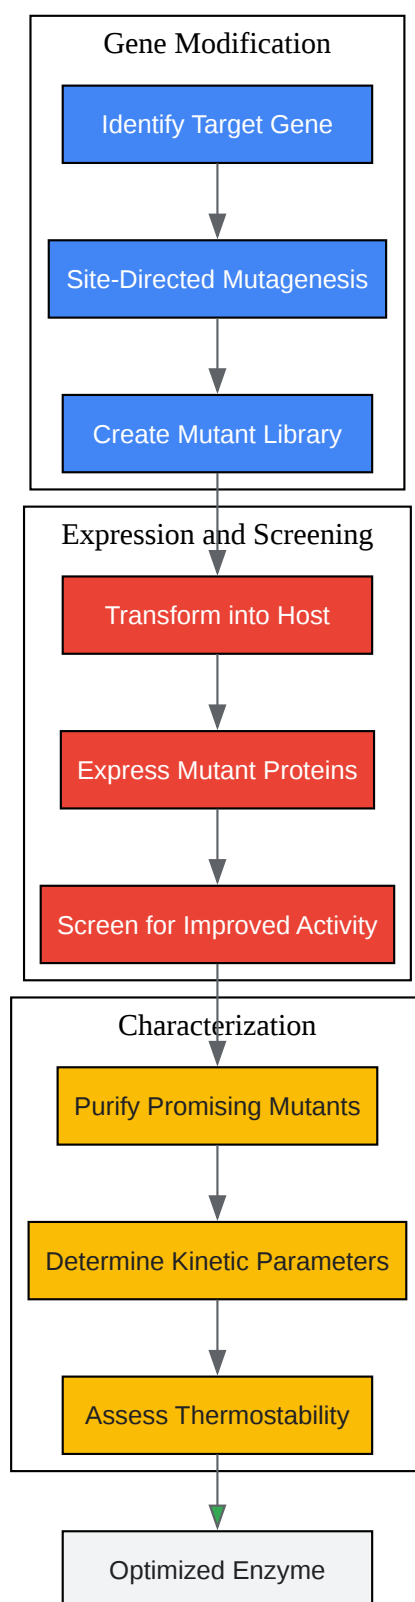 Gene Modification
Identify Target Gene
Site-Directed Mutagenesis
Create Mutant Library
Expression and Screening
Transform into Host
Express Mutant Proteins
Screen for Improved Activity
Characterization
Purify Promising Mutants
Determine Kinetic Parameters
Assess Thermostability
Optimized Enzyme